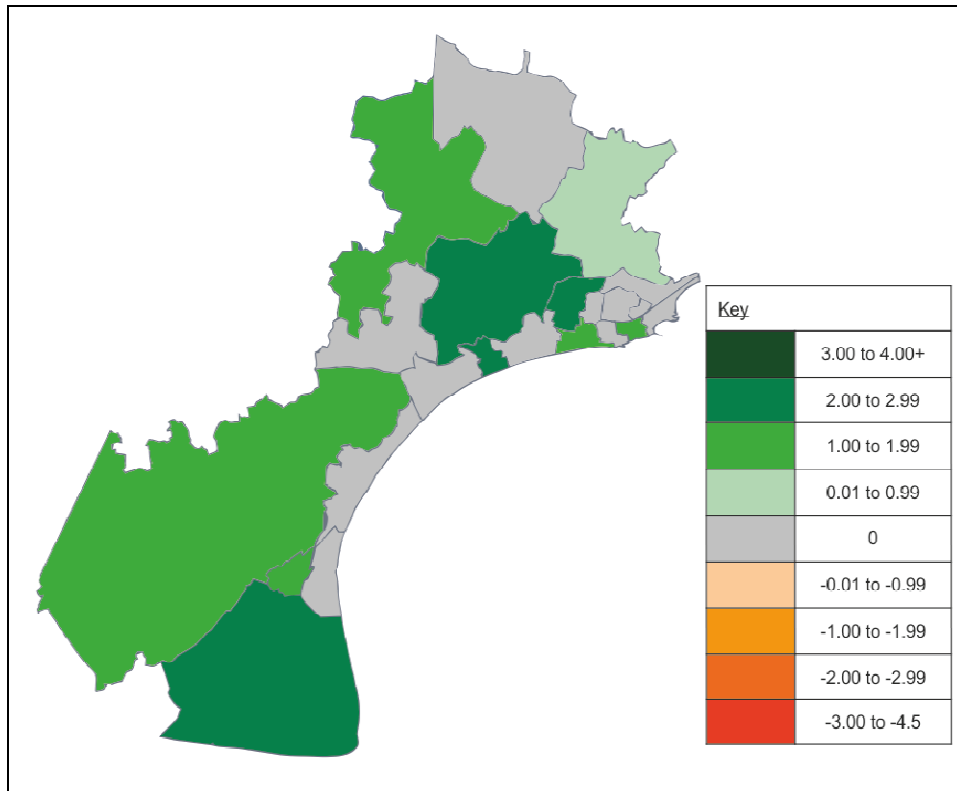 Key
3.00 to 4.00+
2.00 to 2.99
1.00 to 1.99
0.01 to 0.99
0
-0.01 to -0.99
-1.00 to -1.99
-2.00 to -2.99
-3.00 to -4.5